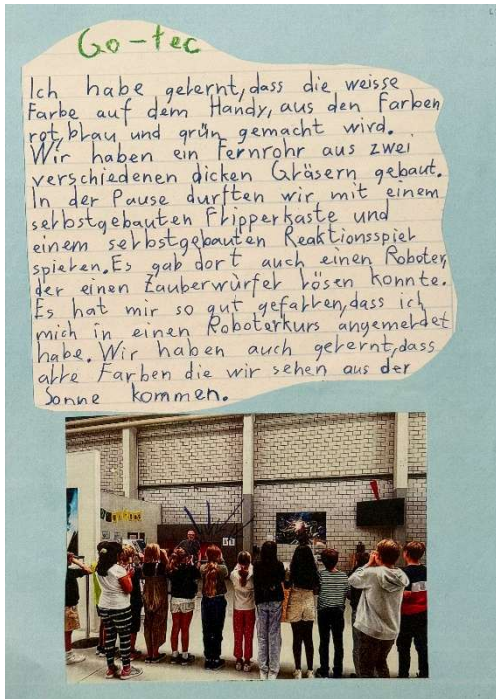 Go-tec
Ich habe gelernt, dass die weisse
Farbe auf dem Handy, aus den Farben
rot, blau und grün gemacht wird.
Wir haben ein Fernrohr aus zwei
verschiedenen dicken Gläsern gebaut.
In der Pause durften wir mit einem
selbstgebauten Flipperkaste und
einem selbstgebauten Reaktionsspiel
spielen. Es gab dort auch einen Roboter,
der einen Zauberwürfel lösen konnte.
Es hat mir so gut gefallen, dass ich
mich in einen Roboterkurs angemeldet
habe. Wir haben auch gelernt, dass
alle Farben die wir sehen aus der
Sonne kommen.